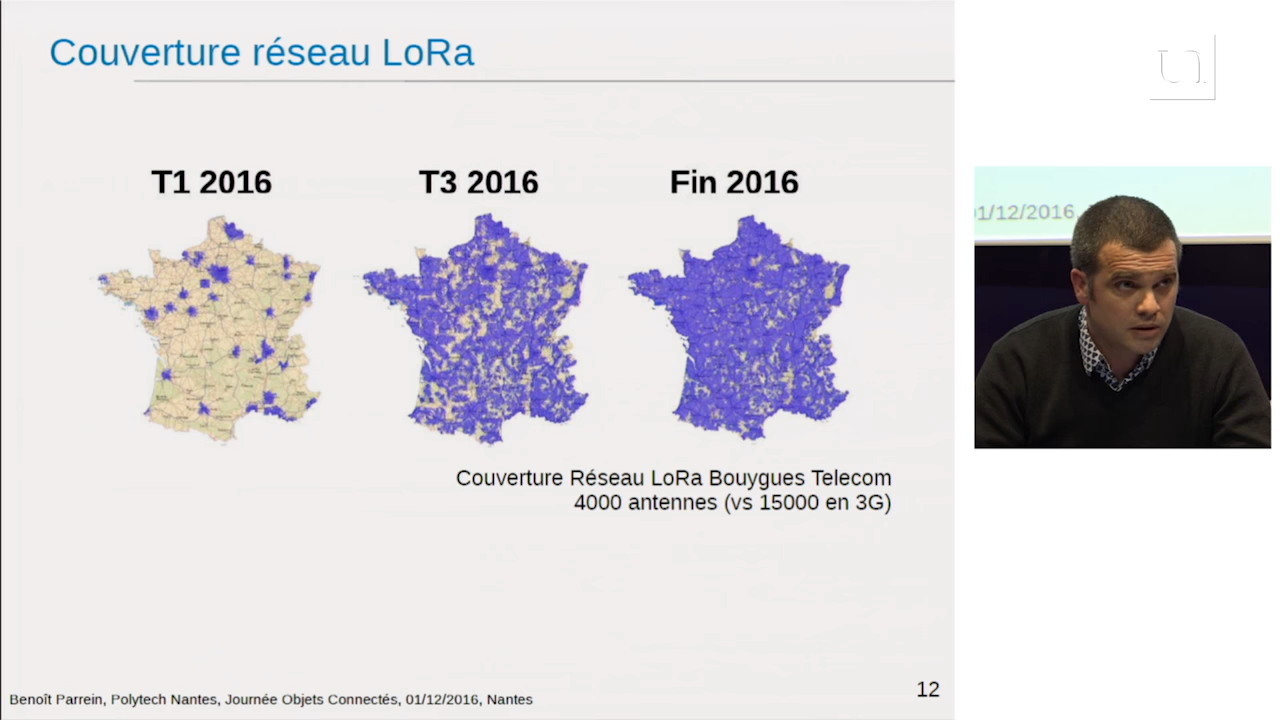 Couverture réseau LoRa
T1 2016
T3 2016
Fin 2016
Couverture Réseau LoRa Bouygues Telecom
4000 antennes (vs 15000 en 3G)
Benoît Parrein, Polytech Nantes, Journée Objets Connectés, 01/12/2016, Nantes
12
01/12/2016,